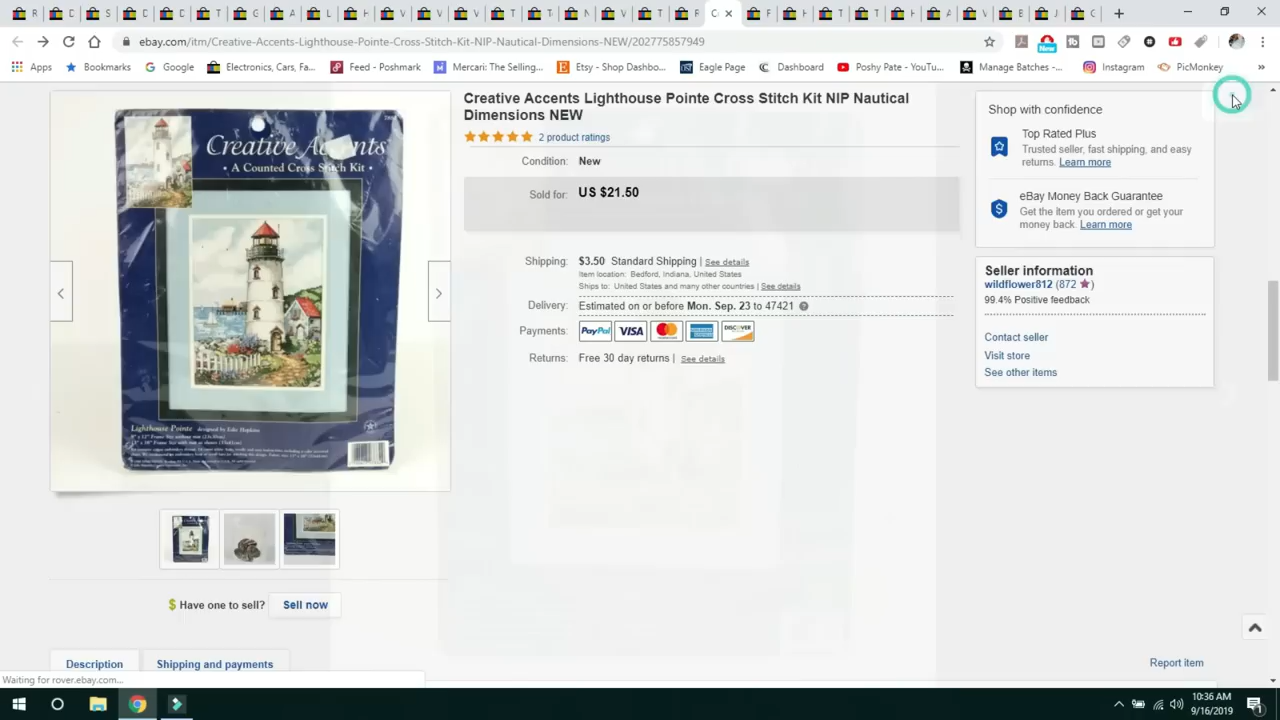 R
D
S
D
D
T
G
A
L
H
V
V
T
T
N
V
T
F
C
F
H
T
T
H
A
V
E
J
C
ebay.com/itm/Creative-Accents-Lighthouse-Pointe-Cross-Stitch-Kit-NIP-Nautical-Dimensions-NEW/202775857949
New
Apps
Bookmarks
Google
Electronics, Cars, Fa...
Feed - Poshmark
Mercari: The Selling...
Etsy - Shop Dashbo...
Eagle Page
Dashboard
Poshy Pate - YouTu...
Manage Batches -...
Instagram
PicMonkey
»
Creative Accents Lighthouse Pointe Cross Stitch Kit NIP Nautical
Dimensions NEW
2 product ratings
Condition: New
Sold for: US $21.50
Shipping: $3.50 Standard Shipping | See details
Item location: Bedford, Indiana, United States
Ships to: United States and many other countries | See details
Delivery: Estimated on or before Mon. Sep. 23 to 47421
Payments: PayPal VISA DISCOVER
Returns: Free 30 day returns | See details
Shop with confidence
Top Rated Plus
Trusted seller, fast shipping, and easy
returns. Learn more
eBay Money Back Guarantee
Get the item you ordered or get your
money back. Learn more
Seller information
wildflower812 (872)
99.4% Positive feedback
Contact seller
Visit store
See other items
Creative Accents
• A Counted Cross Stitch Kit •
Lighthouse Pointe designed by Edie Hopkins
Have one to sell? Sell now
Description
Shipping and payments
Report item
Waiting for rover.ebay.com...
10:36 AM
9/16/2019